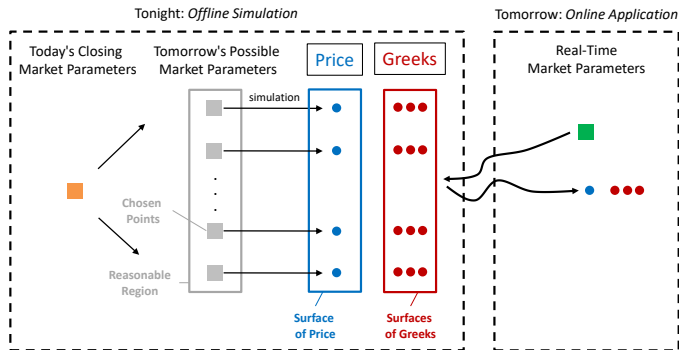 Tonight: Offline Simulation
Tomorrow: Online Application
Today's Closing
Market Parameters
Tomorrow's Possible
Market Parameters
Price
Greeks
Real-Time
Market Parameters
simulation
Chosen
Points
Reasonable
Region
Surface
of Price
Surfaces
of Greeks